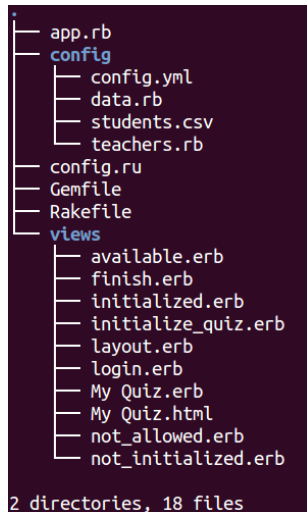 .
├── app.rb
├── config
│   ├── config.yml
│   ├── data.rb
│   ├── students.csv
│   └── teachers.rb
├── config.ru
├── Gemfile
├── Rakefile
└── views
    ├── available.erb
    ├── finish.erb
    ├── initialized.erb
    ├── initialize_quiz.erb
    ├── layout.erb
    ├── login.erb
    ├── My Quiz.erb
    ├── My Quiz.html
    ├── not_allowed.erb
    └── not_initialized.erb

2 directories, 18 files